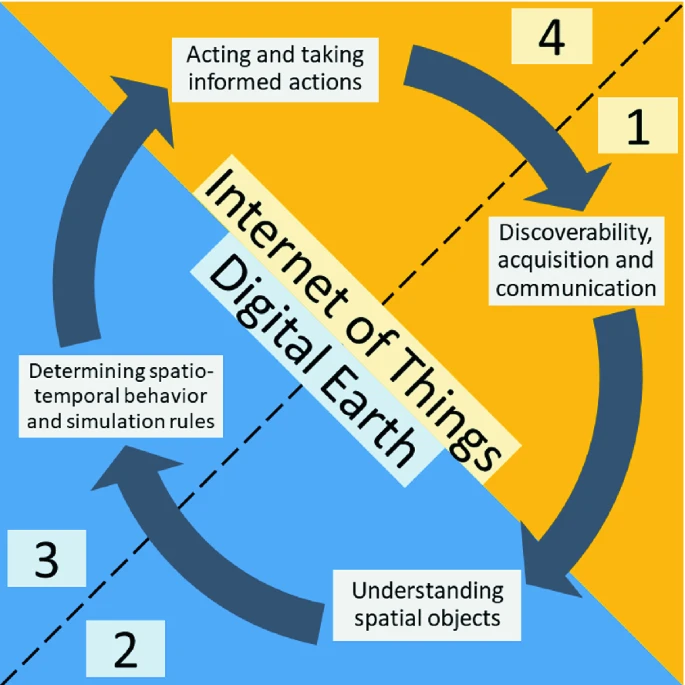 4
Acting and taking
informed actions
1
Internet of Things
Digital Earth
Discoverability,
acquisition and
communication
Determining spatio-
temporal behavior
and simulation rules
3
Understanding
spatial objects
2